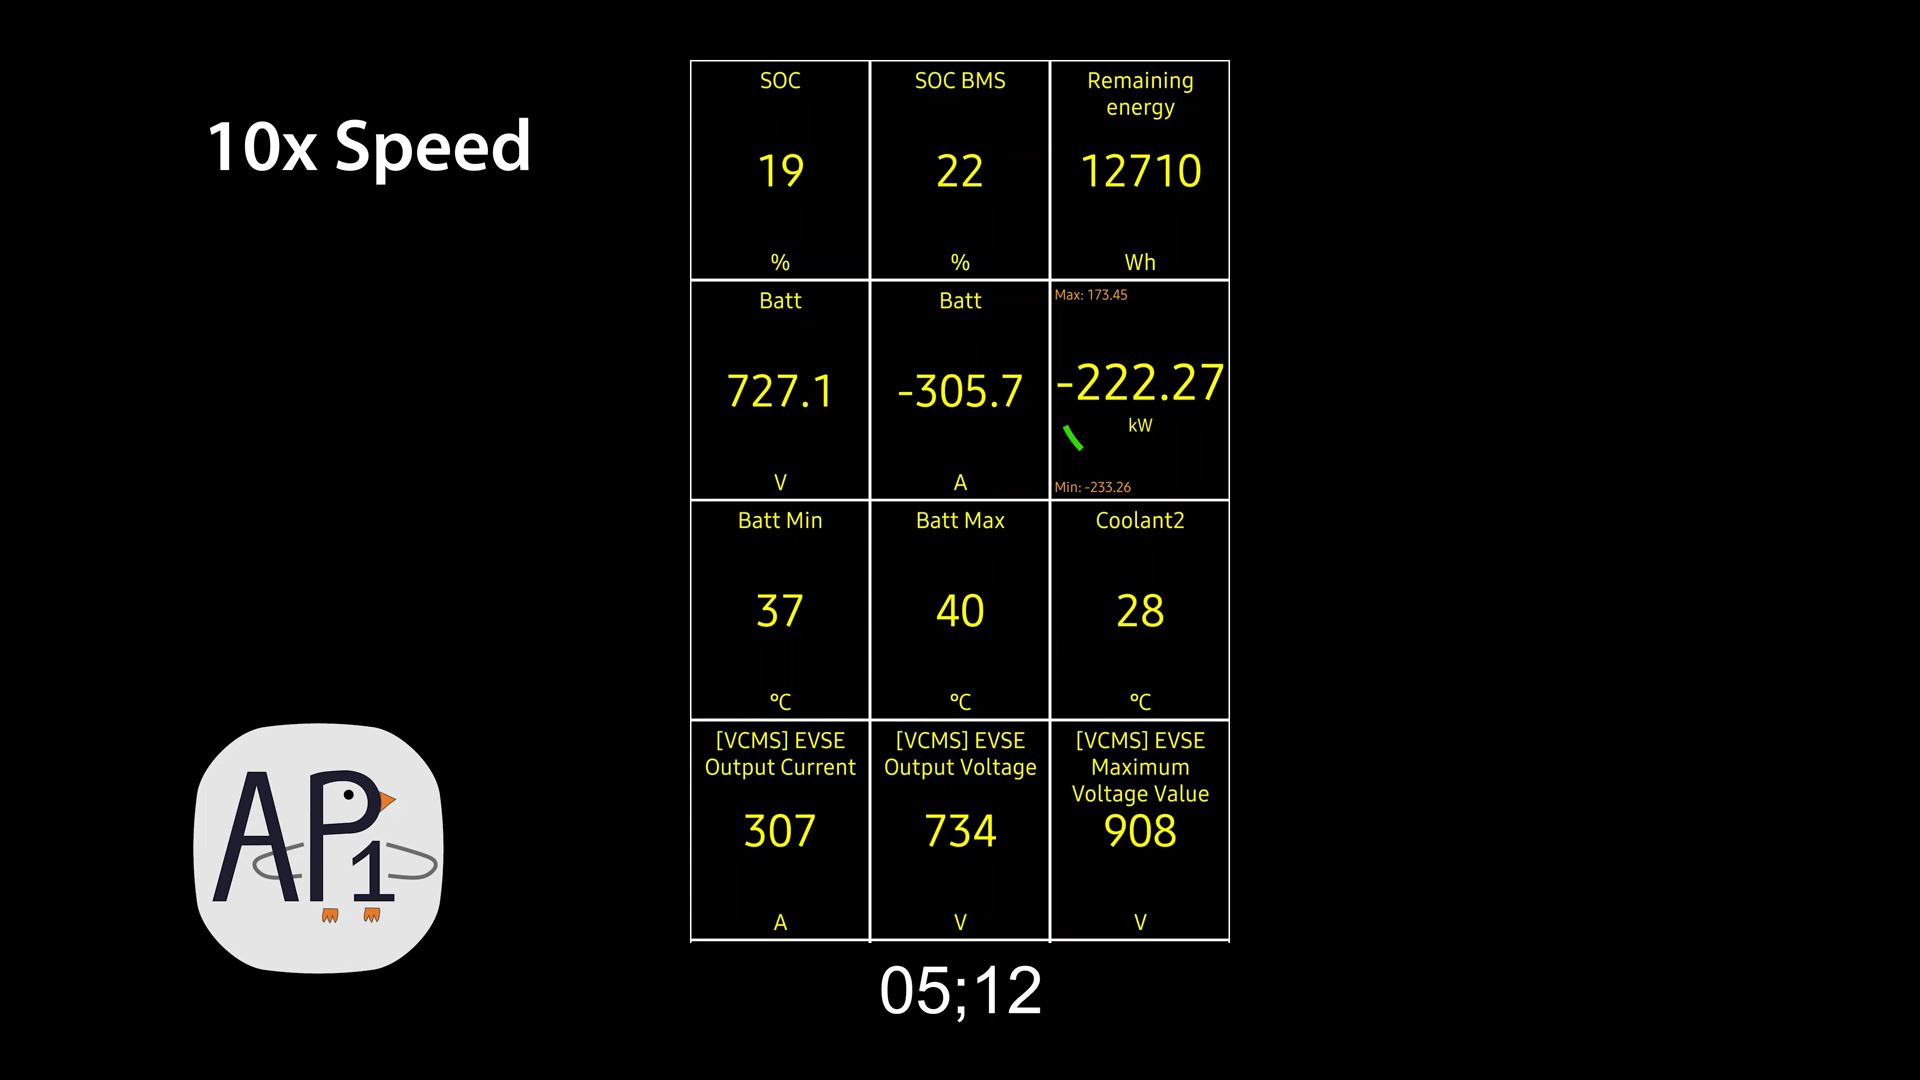 10x Speed
SOC
19
%
SOC BMS
22
%
Remaining
energy
12710
Wh
Batt
727.1
V
Batt
-305.7
A
Max: 173.45
-222.27
kW
Min: -233.26
Batt Min
37
°C
Batt Max
40
°C
Coolant2
28
°C
[VCMS] EVSE
Output Current
307
A
[VCMS] EVSE
Output Voltage
734
V
[VCMS] EVSE
Maximum
Voltage Value
908
V
AP1
05;12